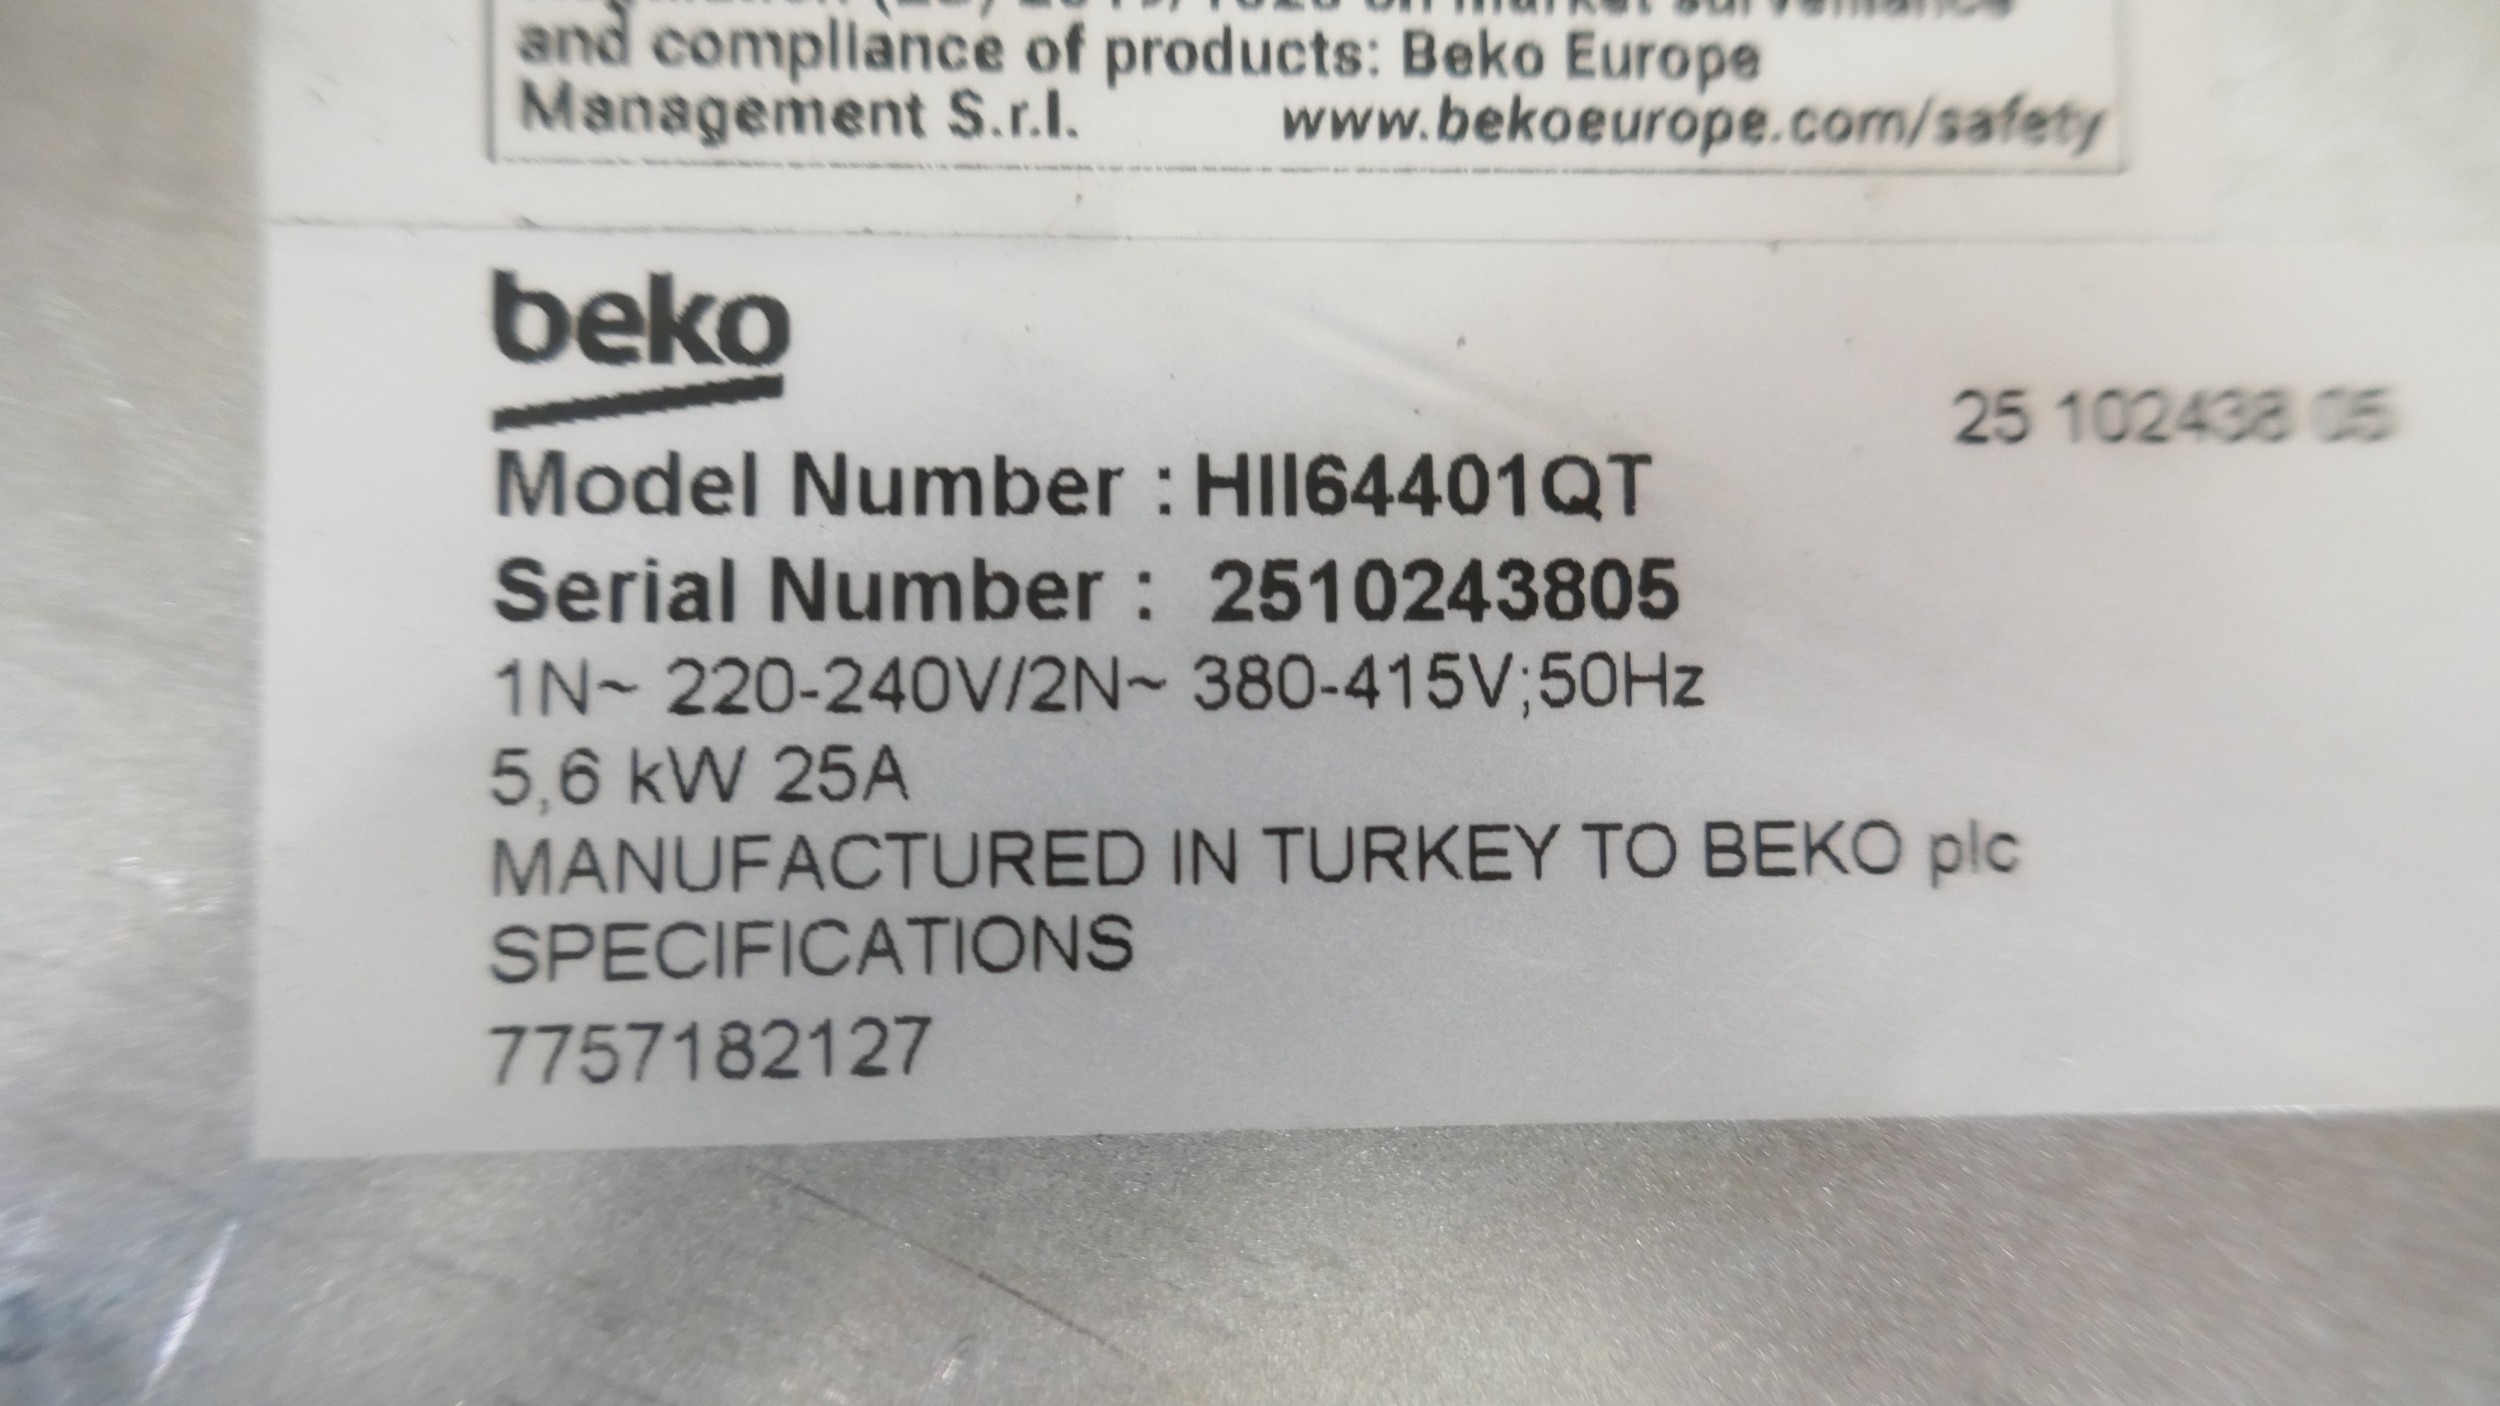 and compliance of products: Beko Europe
Management S.r.l. www.bekoeurope.com/safety
beko
25 102438 05
Model Number : HII64401QT
Serial Number : 2510243805
1N~ 220-240V/2N~ 380-415V;50Hz
5,6 kW 25A
MANUFACTURED IN TURKEY TO BEKO plc
SPECIFICATIONS
7757182127